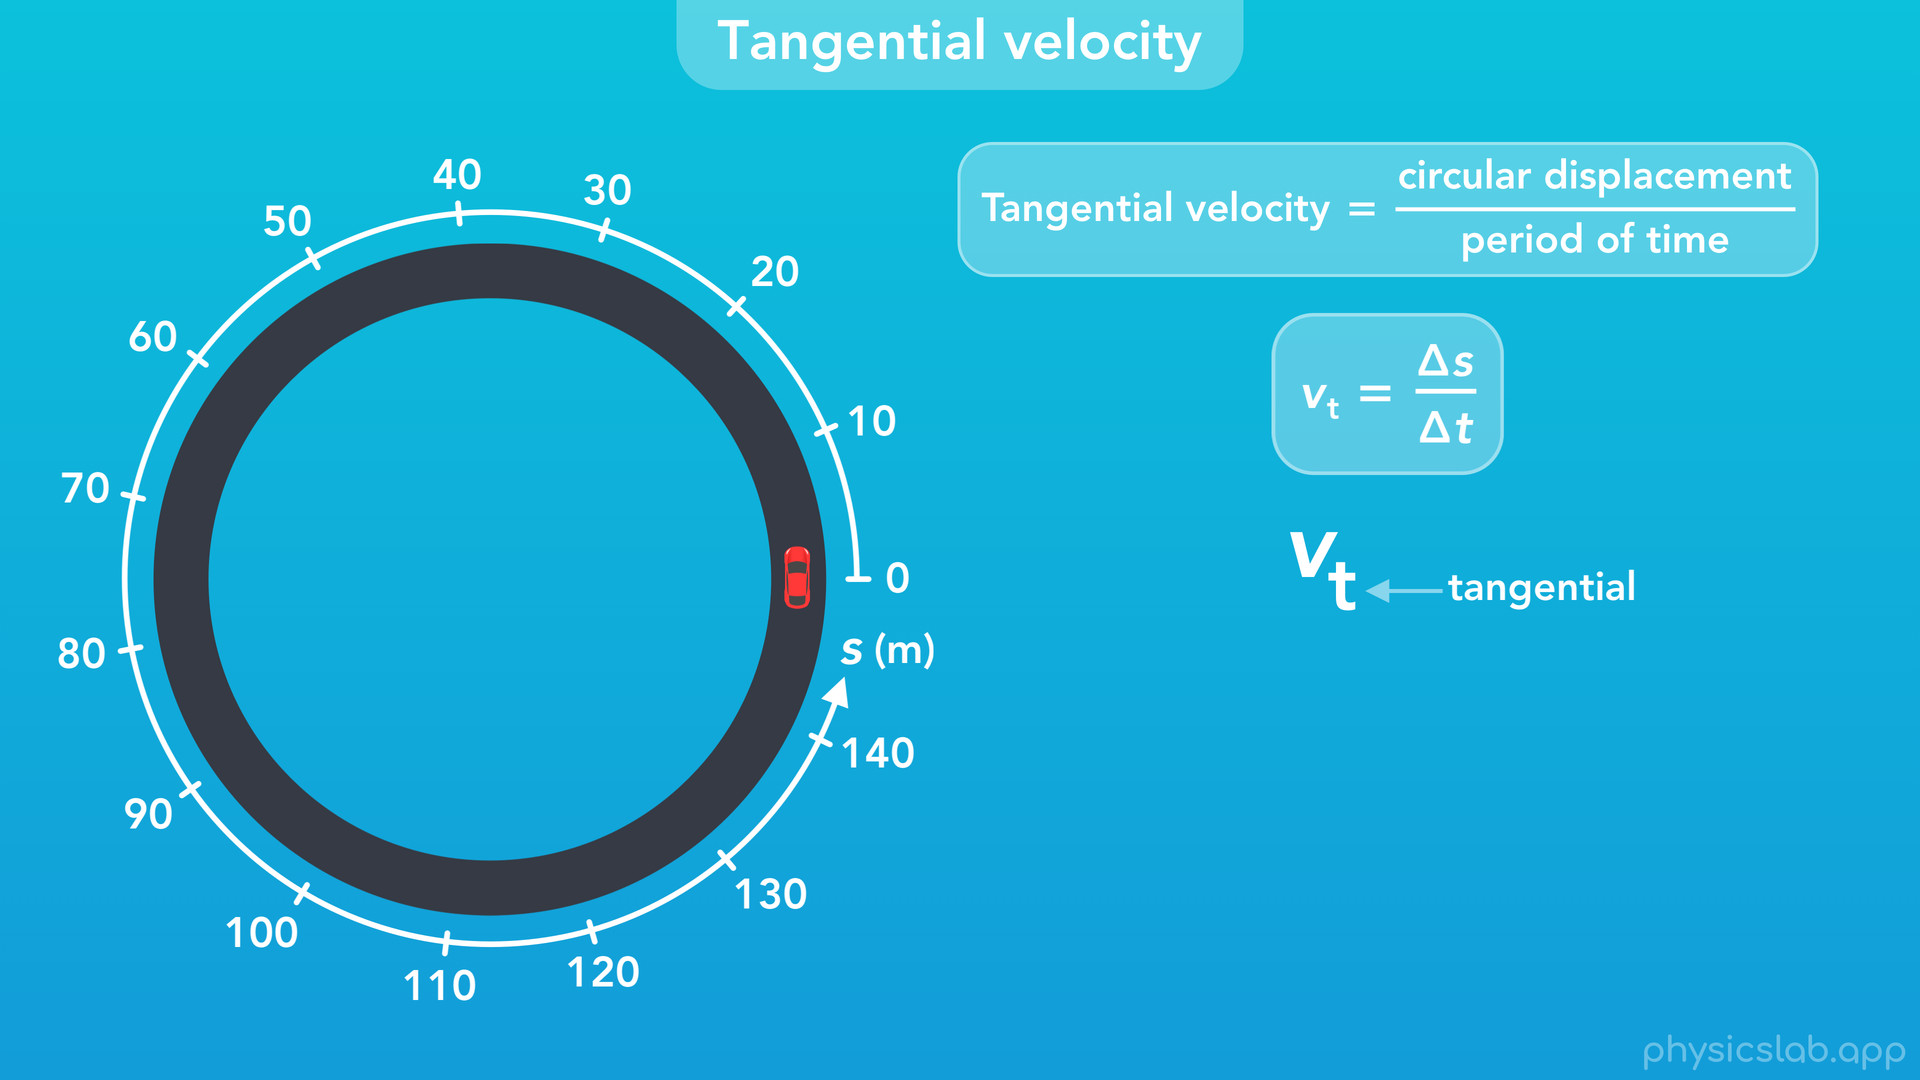 Tangential velocity
Tangential velocity = circular displacement / period of time
v_t = Δs / Δt
v_t
tangential
0
10
20
30
40
50
60
70
80
90
100
110
120
130
140
s (m)
physicslab.app